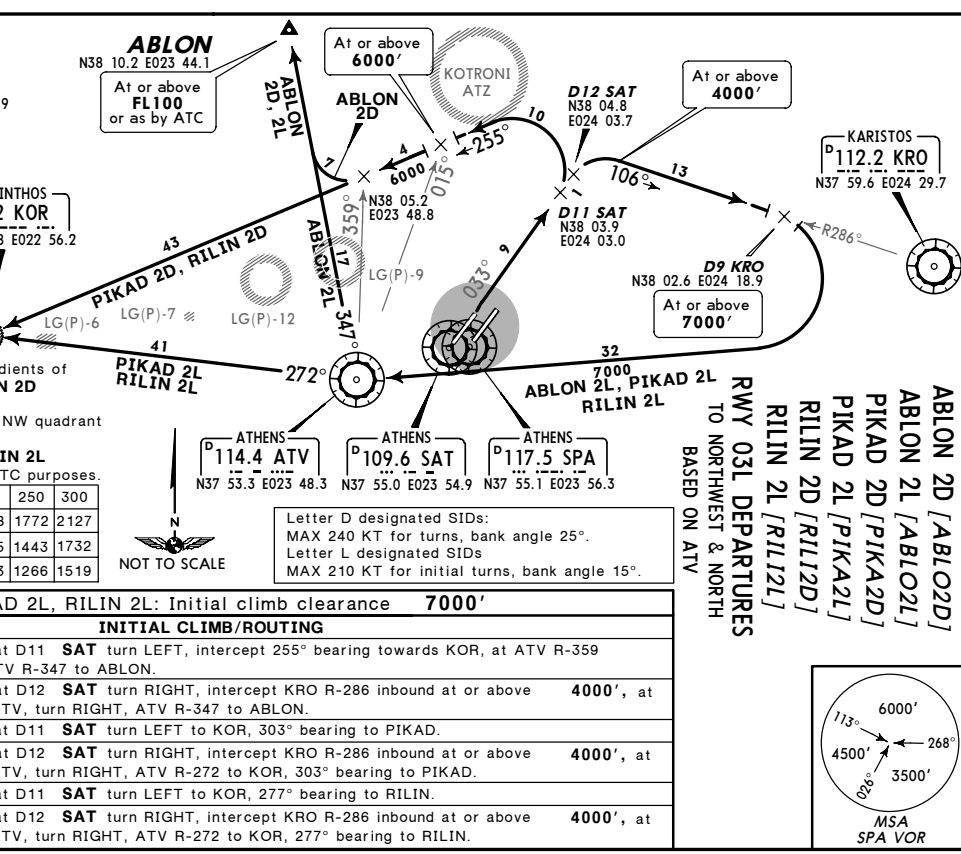 ABLON
N38 10.2 E023 44.1
At or above
FL100
or as by ATC
At or above
6000'
KOTRONI
ATZ
D12 SAT
N38 04.8
E024 03.7
At or above
4000'
KARISTOS
D 112.2 KRO
N37 59.6 E024 29.7
9
ABLON
2D, 2L
ABLON
2D
7
4
6000
255°
10
015°
359°
N38 05.2
E023 48.8
1
106°
13
D11 SAT
N38 03.9
E024 03.0
R286°
INTHOS
2 KOR
8 E022 56.2
43
PIKAD 2D, RILIN 2D
ABLON 2L
17
LG(P)-9
9
033°
D9 KRO
N38 02.6 E024 18.9
At or above
7000'
LG(P)-6
LG(P)-7
LG(P)-12
347°
41
PIKAD 2L
RILIN 2L
272°
32
7000
ABLON 2L, PIKAD 2L
RILIN 2L
dients of
N 2D
NW quadrant
IN 2L
TC purposes.
250 300
8 1772 2127
5 1443 1732
3 1266 1519
N
NOT TO SCALE
ATHENS
D 114.4 ATV
N37 53.3 E023 48.3
ATHENS
D 109.6 SAT
N37 55.0 E023 54.9
ATHENS
D 117.5 SPA
N37 55.1 E023 56.3
Letter D designated SIDs:
MAX 240 KT for turns, bank angle 25°.
Letter L designated SIDs
MAX 210 KT for initial turns, bank angle 15°.
ABLON 2D [ABLO2D]
ABLON 2L [ABLO2L]
PIKAD 2D [PIKA2D]
PIKAD 2L [PIKA2L]
RILIN 2D [RILI2D]
RILIN 2L [RILI2L]
RWY 03L DEPARTURES
TO NORTHWEST & NORTH
BASED ON ATV
AD 2L, RILIN 2L: Initial climb clearance 7000'
INITIAL CLIMB/ROUTING
at D11 SAT turn LEFT, intercept 255° bearing towards KOR, at ATV R-359
TV R-347 to ABLON.
at D12 SAT turn RIGHT, intercept KRO R-286 inbound at or above 4000', at
TV, turn RIGHT, ATV R-347 to ABLON.
at D11 SAT turn LEFT to KOR, 303° bearing to PIKAD.
at D12 SAT turn RIGHT, intercept KRO R-286 inbound at or above 4000', at
TV, turn RIGHT, ATV R-272 to KOR, 303° bearing to PIKAD.
at D11 SAT turn LEFT to KOR, 277° bearing to RILIN.
at D12 SAT turn RIGHT, intercept KRO R-286 inbound at or above 4000', at
TV, turn RIGHT, ATV R-272 to KOR, 277° bearing to RILIN.
113°
6000'
268°
4500'
3500'
026°
MSA
SPA VOR